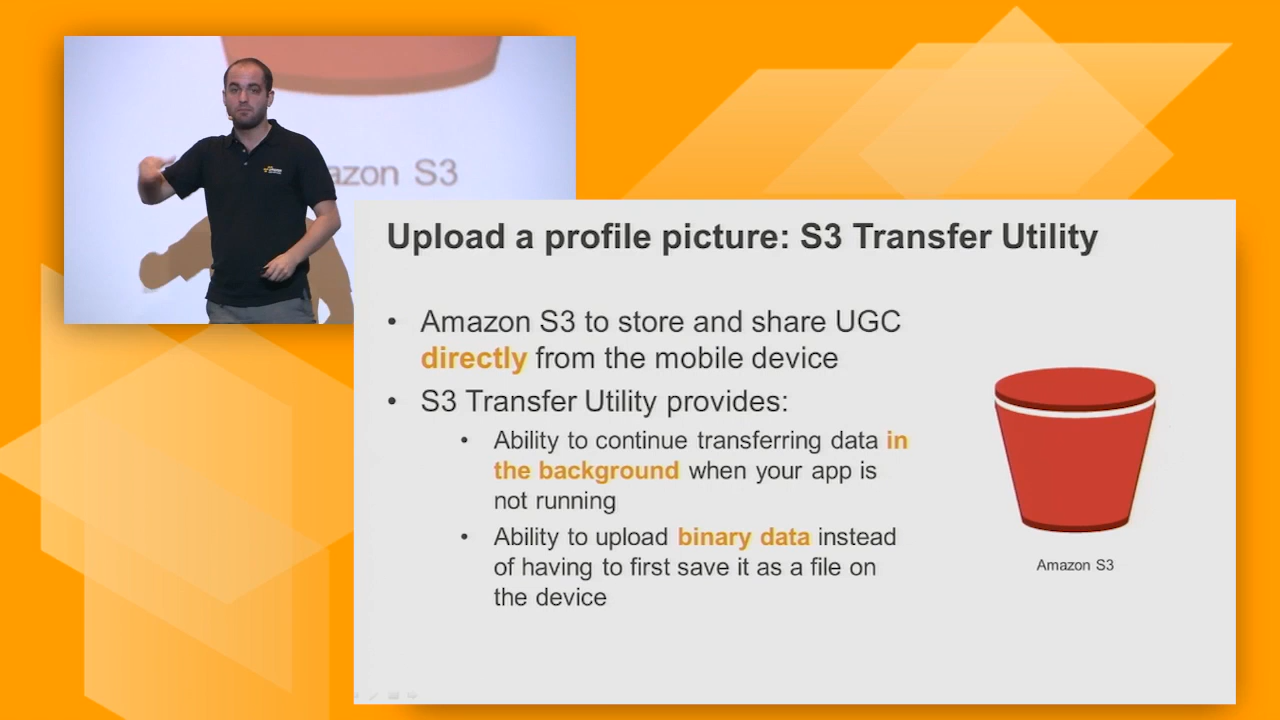 azon S3
Upload a profile picture: S3 Transfer Utility
• Amazon S3 to store and share UGC
directly from the mobile device
• S3 Transfer Utility provides:
• Ability to continue transferring data in
the background when your app is
not running
• Ability to upload binary data instead
of having to first save it as a file on
the device
Amazon S3